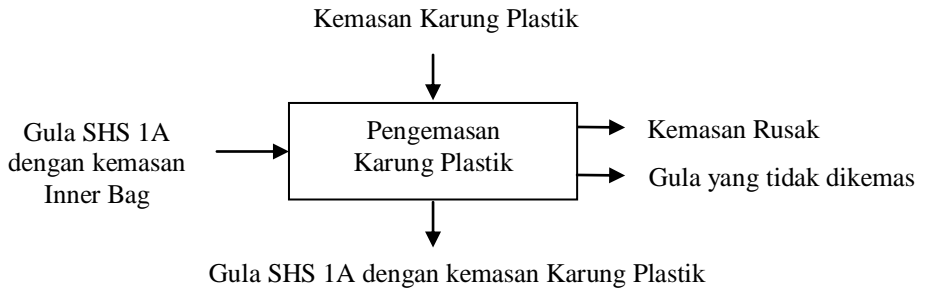 Kemasan Karung Plastik
Gula SHS 1A
dengan kemasan
Inner Bag
Pengemasan
Karung Plastik
Kemasan Rusak
Gula yang tidak dikemas
Gula SHS 1A dengan kemasan Karung Plastik